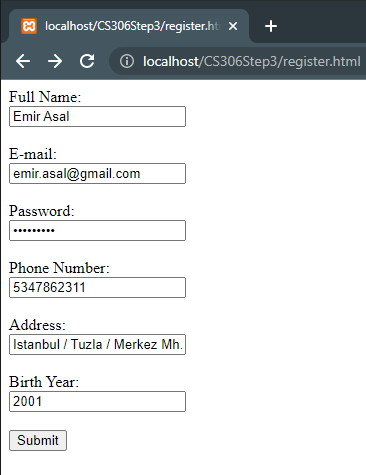 localhost/CS306Step3/register.ht
localhost/CS306Step3/register.html
Full Name:
Emir Asal
E-mail:
emir.asal@gmail.com
Password:
•••••••••
Phone Number:
5347862311
Address:
Istanbul / Tuzla / Merkez Mh.
Birth Year:
2001
Submit